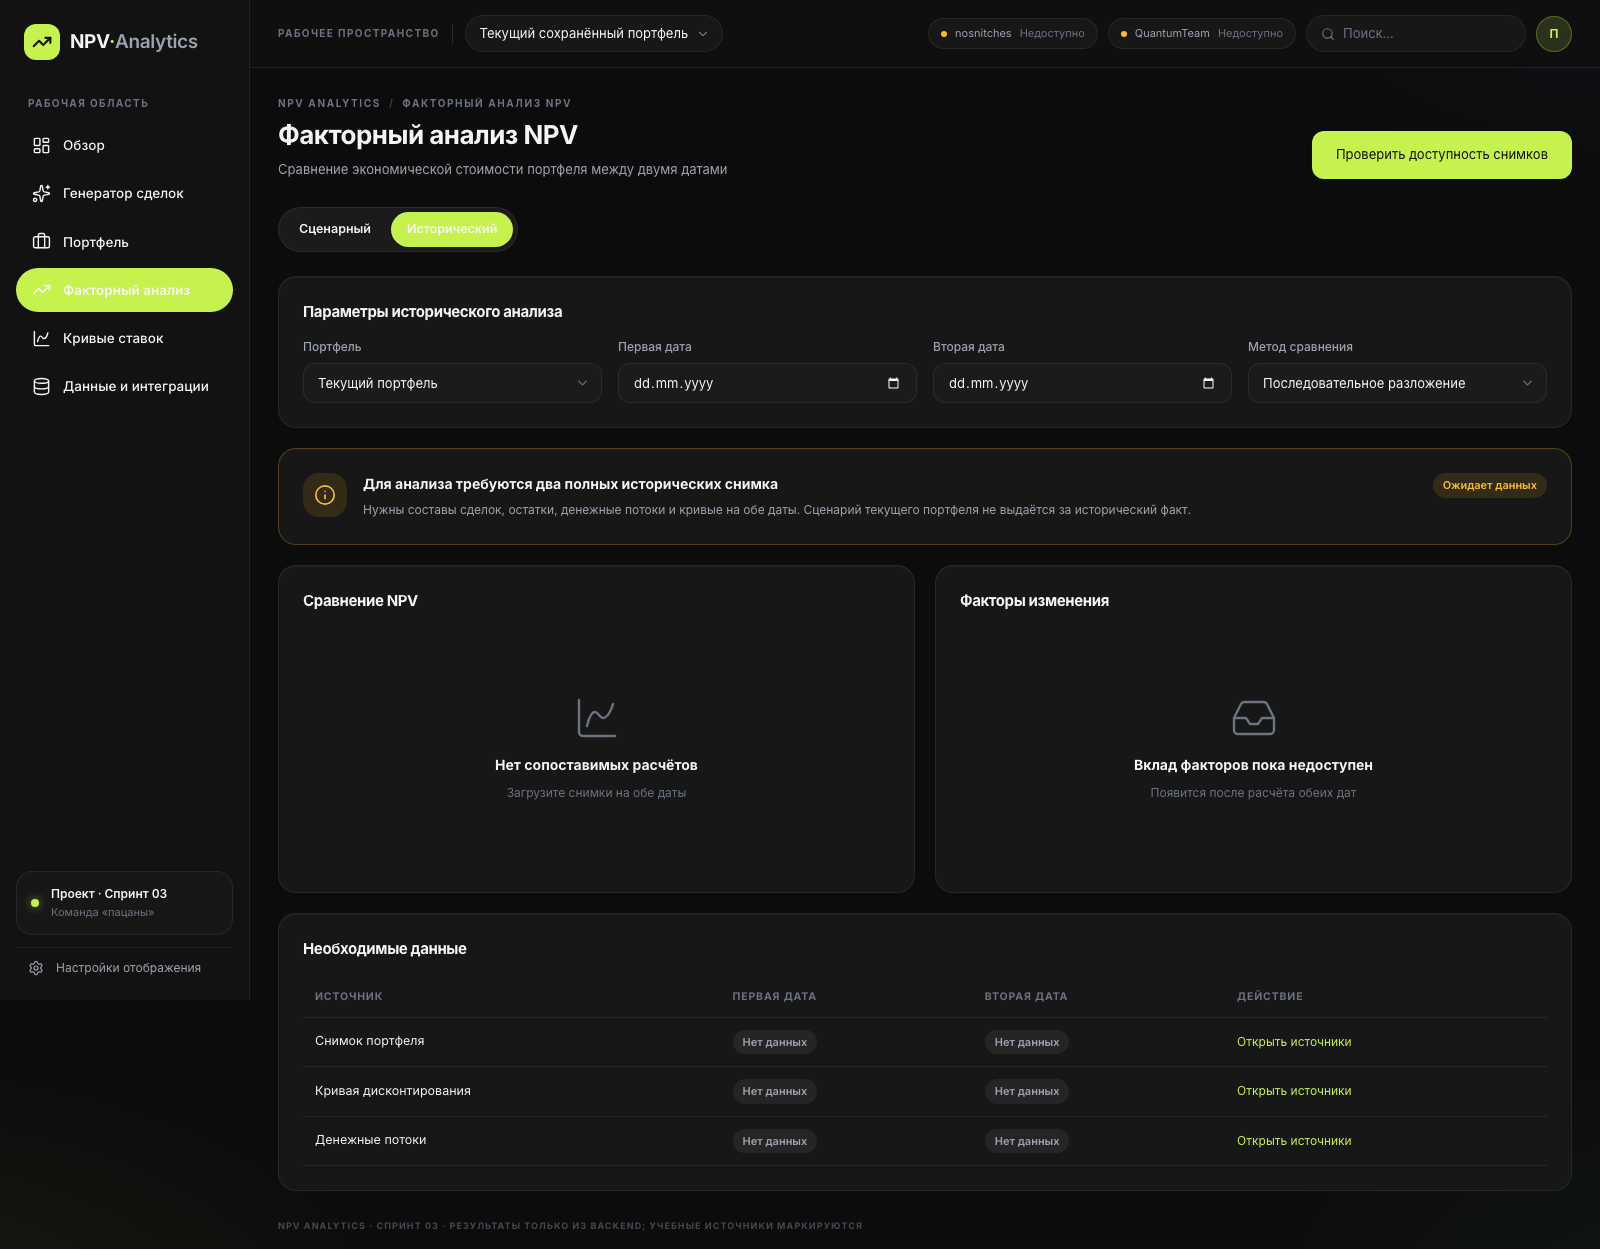 NPV·Analytics
РАБОЧАЯ ОБЛАСТЬ
Обзор
Генератор сделок
Портфель
Факторный анализ
Кривые ставок
Данные и интеграции
Проект · Спринт 03
Команда «пацаны»
Настройки отображения
РАБОЧЕЕ ПРОСТРАНСТВО
Текущий сохранённый портфель
nosnitches Недоступно
QuantumTeam Недоступно
Поиск...
П
NPV ANALYTICS / ФАКТОРНЫЙ АНАЛИЗ NPV
Факторный анализ NPV
Сравнение экономической стоимости портфеля между двумя датами
Проверить доступность снимков
Сценарный
Исторический
Параметры исторического анализа
Портфель
Первая дата
Вторая дата
Метод сравнения
Текущий портфель
dd.mm.yyyy
dd.mm.yyyy
Последовательное разложение
Для анализа требуются два полных исторических снимка
Нужны составы сделок, остатки, денежные потоки и кривые на обе даты. Сценарий текущего портфеля не выдаётся за исторический факт.
Ожидает данных
Сравнение NPV
Нет сопоставимых расчётов
Загрузите снимки на обе даты
Факторы изменения
Вклад факторов пока недоступен
Появится после расчёта обеих дат
Необходимые данные
ИСТОЧНИК ПЕРВАЯ ДАТА ВТОРАЯ ДАТА ДЕЙСТВИЕ
Снимок портфеля Нет данных Нет данных Открыть источники
Кривая дисконтирования Нет данных Нет данных Открыть источники
Денежные потоки Нет данных Нет данных Открыть источники
NPV ANALYTICS · СПРИНТ 03 · РЕЗУЛЬТАТЫ ТОЛЬКО ИЗ BACKEND; УЧЕБНЫЕ ИСТОЧНИКИ МАРКИРУЮТСЯ